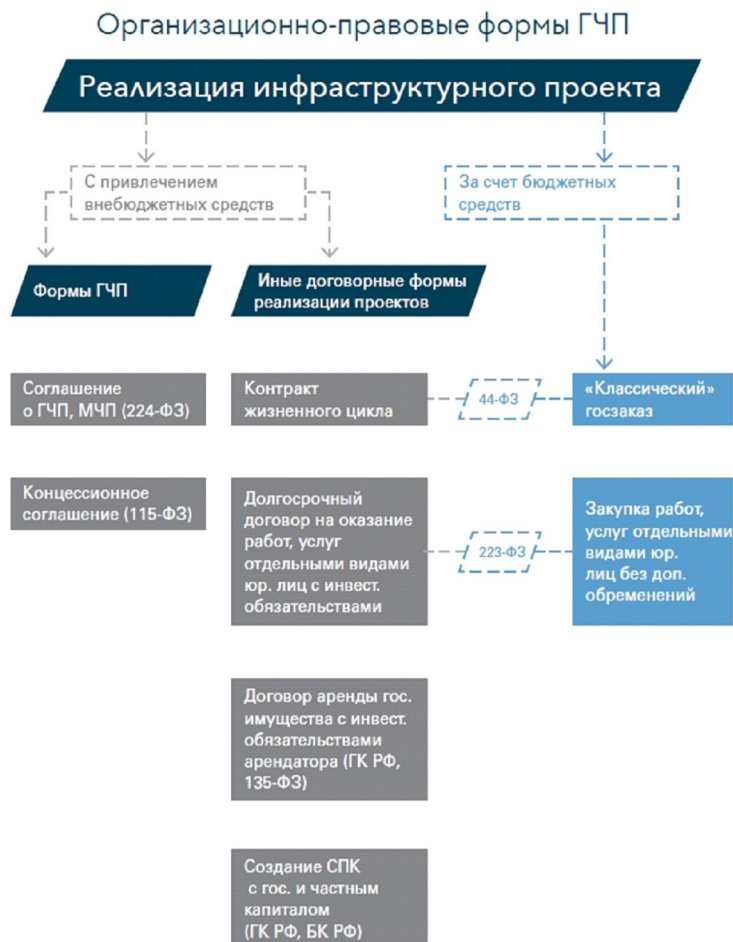 Организационно-правовые формы ГЧП
Реализация инфраструктурного проекта
С привлечением
внебюджетных средств
За счет бюджетных
средств
Формы ГЧП
Иные договорные формы
реализации проектов
Соглашение
о ГЧП, МЧП (224-ФЗ)
Контракт
жизненного цикла
44-ФЗ
«Классический»
госзаказ
Концессионное
соглашение (115-ФЗ)
Долгосрочный
договор на оказание
работ, услуг
отдельными видами
юр. лиц с инвест.
обязательствами
223-ФЗ
Закупка работ,
услуг отдельными
видами юр.
лиц без доп.
обременений
Договор аренды гос.
имущества с инвест.
обязательствами
арендатора (ГК РФ,
135-ФЗ)
Создание СПК
с гос. и частным
капиталом
(ГК РФ, БК РФ)